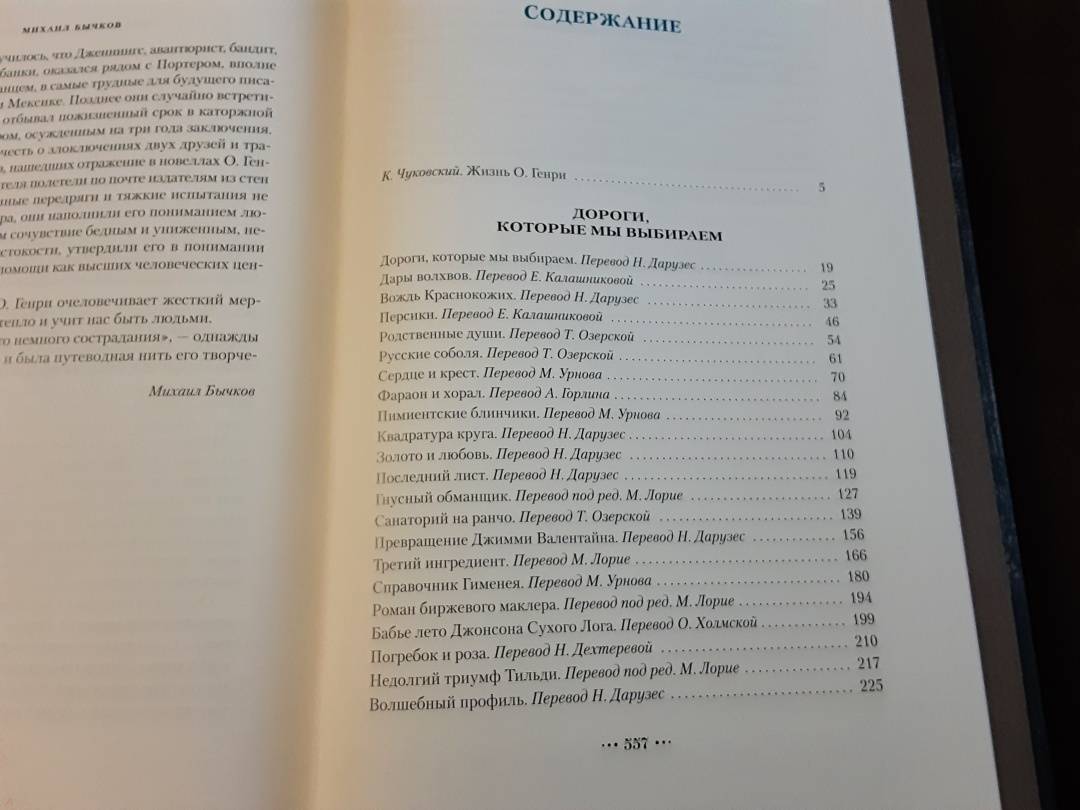 МИХАИЛ БЫЧКОВ
училось, что Дженнингс, авантюрист, бандит,
банки, оказался рядом с Портером, вполне
анцем, в самые трудные для будущего писа-
и Мексике. Позднее они случайно встрети-
отбывал пожизненный срок в каторжной
ром, осужденным на три года заключения.
честь о злоключениях двух друзей и тра-
в, нашедших отражение в новеллах О. Ген-
теля полетели по почте издателям из стен
нные передряги и тяжкие испытания не
ра, они наполнили его пониманием лю-
м сочувствие бедным и униженным, не-
стокости, утвердили его в понимании
помощи как высших человеческих цен-
О. Генри очеловечивает жесткий мер-
тепло и учит нас быть людьми.
го немного сострадания», — однажды
и была путеводная нить его творче-
Михаил Бычков
СОДЕРЖАНИЕ
К. Чуковский. Жизнь О. Генри ........ 5
ДОРОГИ,
КОТОРЫЕ МЫ ВЫБИРАЕМ
Дороги, которые мы выбираем. Перевод Н. Дарузес ........ 19
Дары волхвов. Перевод Е. Калашниковой ........ 25
Вождь Краснокожих. Перевод Н. Дарузес ........ 33
Персики. Перевод Е. Калашниковой ........ 46
Родственные души. Перевод Т. Озерской ........ 54
Русские соболя. Перевод Т. Озерской ........ 61
Сердце и крест. Перевод М. Урнова ........ 70
Фараон и хорал. Перевод А. Горлина ........ 84
Пимиентские блинчики. Перевод М. Урнова ........ 92
Квадратура круга. Перевод Н. Дарузес ........ 104
Золото и любовь. Перевод Н. Дарузес ........ 110
Последний лист. Перевод Н. Дарузес ........ 119
Гнусный обманщик. Перевод под ред. М. Лорие ........ 127
Санаторий на ранчо. Перевод Т. Озерской ........ 139
Превращение Джимми Валентайна. Перевод Н. Дарузес ........ 156
Третий ингредиент. Перевод М. Лорие ........ 166
Справочник Гименея. Перевод М. Урнова ........ 180
Роман биржевого маклера. Перевод под ред. М. Лорие ........ 194
Бабье лето Джонсона Сухого Лога. Перевод О. Холмской ........ 199
Погребок и роза. Перевод Н. Дехтеревой ........ 210
Недолгий триумф Тильди. Перевод под ред. М. Лорие ........ 217
Волшебный профиль. Перевод Н. Дарузес ........ 225
••• 557 •••